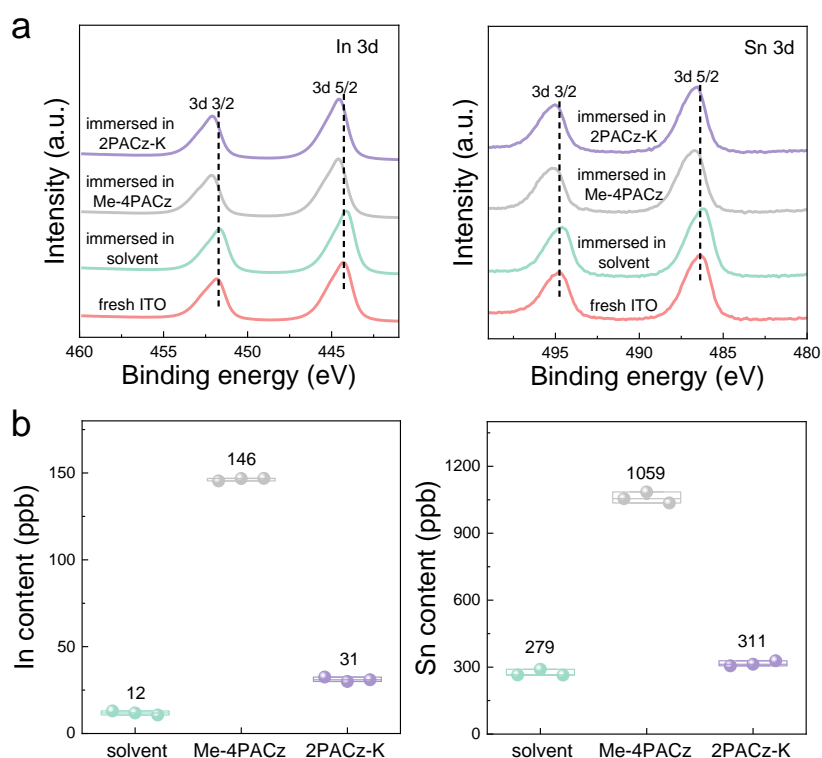 a
In 3d
3d 3/2
3d 5/2
immersed in
2PACz-K
immersed in
Me-4PACz
immersed in
solvent
fresh ITO
Intensity (a.u.)
460
455
450
445
Binding energy (eV)
Sn 3d
3d 3/2
3d 5/2
immersed in
2PACz-K
immersed in
Me-4PACz
immersed in
solvent
fresh ITO
Intensity (a.u.)
495
490
485
480
Binding energy (eV)
b
150
100
50
0
In content (ppb)
12
146
31
solvent
Me-4PACz
2PACz-K
1200
900
600
300
0
Sn content (ppb)
279
1059
311
solvent
Me-4PACz
2PACz-K